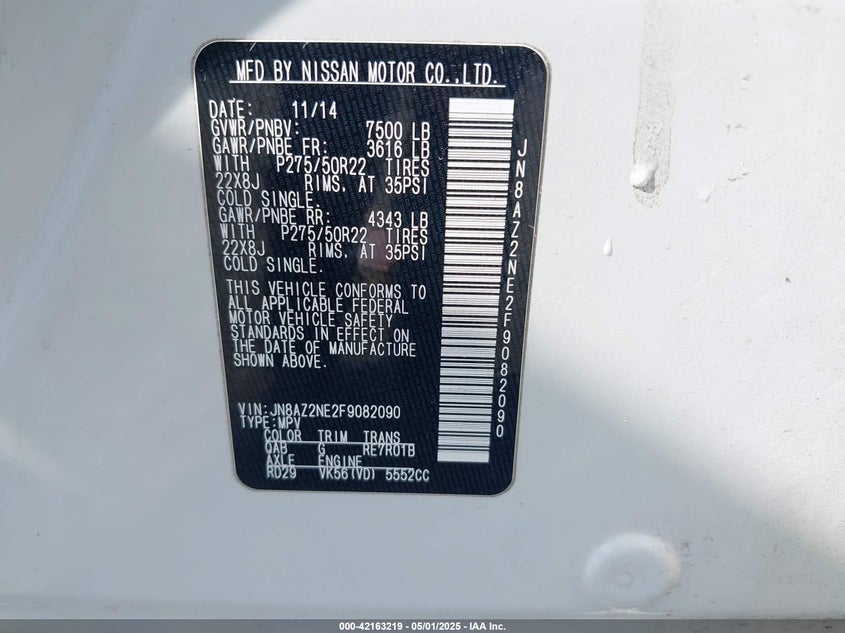 MFD BY NISSAN MOTOR CO.,LTD.
DATE: 11/14
GVWR/PNBV: 7500 LB
GAWR/PNBE FR: 3616 LB
WITH P275/50R22 TIRES
22X8J RIMS. AT 35PSI
COLD SINGLE.
GAWR/PNBE RR: 4343 LB
WITH P275/50R22 TIRES
22X8J RIMS. AT 35PSI
COLD SINGLE.
THIS VEHICLE CONFORMS TO
ALL APPLICABLE FEDERAL
MOTOR VEHICLE SAFETY
STANDARDS IN EFFECT ON
THE DATE OF MANUFACTURE
SHOWN ABOVE.
VIN:JN8AZ2NE2F9082090
TYPE:MPV
COLOR TRIM TRANS
QAB G RE7R01B
AXLE ENGINE
RD29 VK56(VD) 5552CC
JN8AZ2NE2F9082090
000-42163219 - 05/01/2025 - IAA Inc.